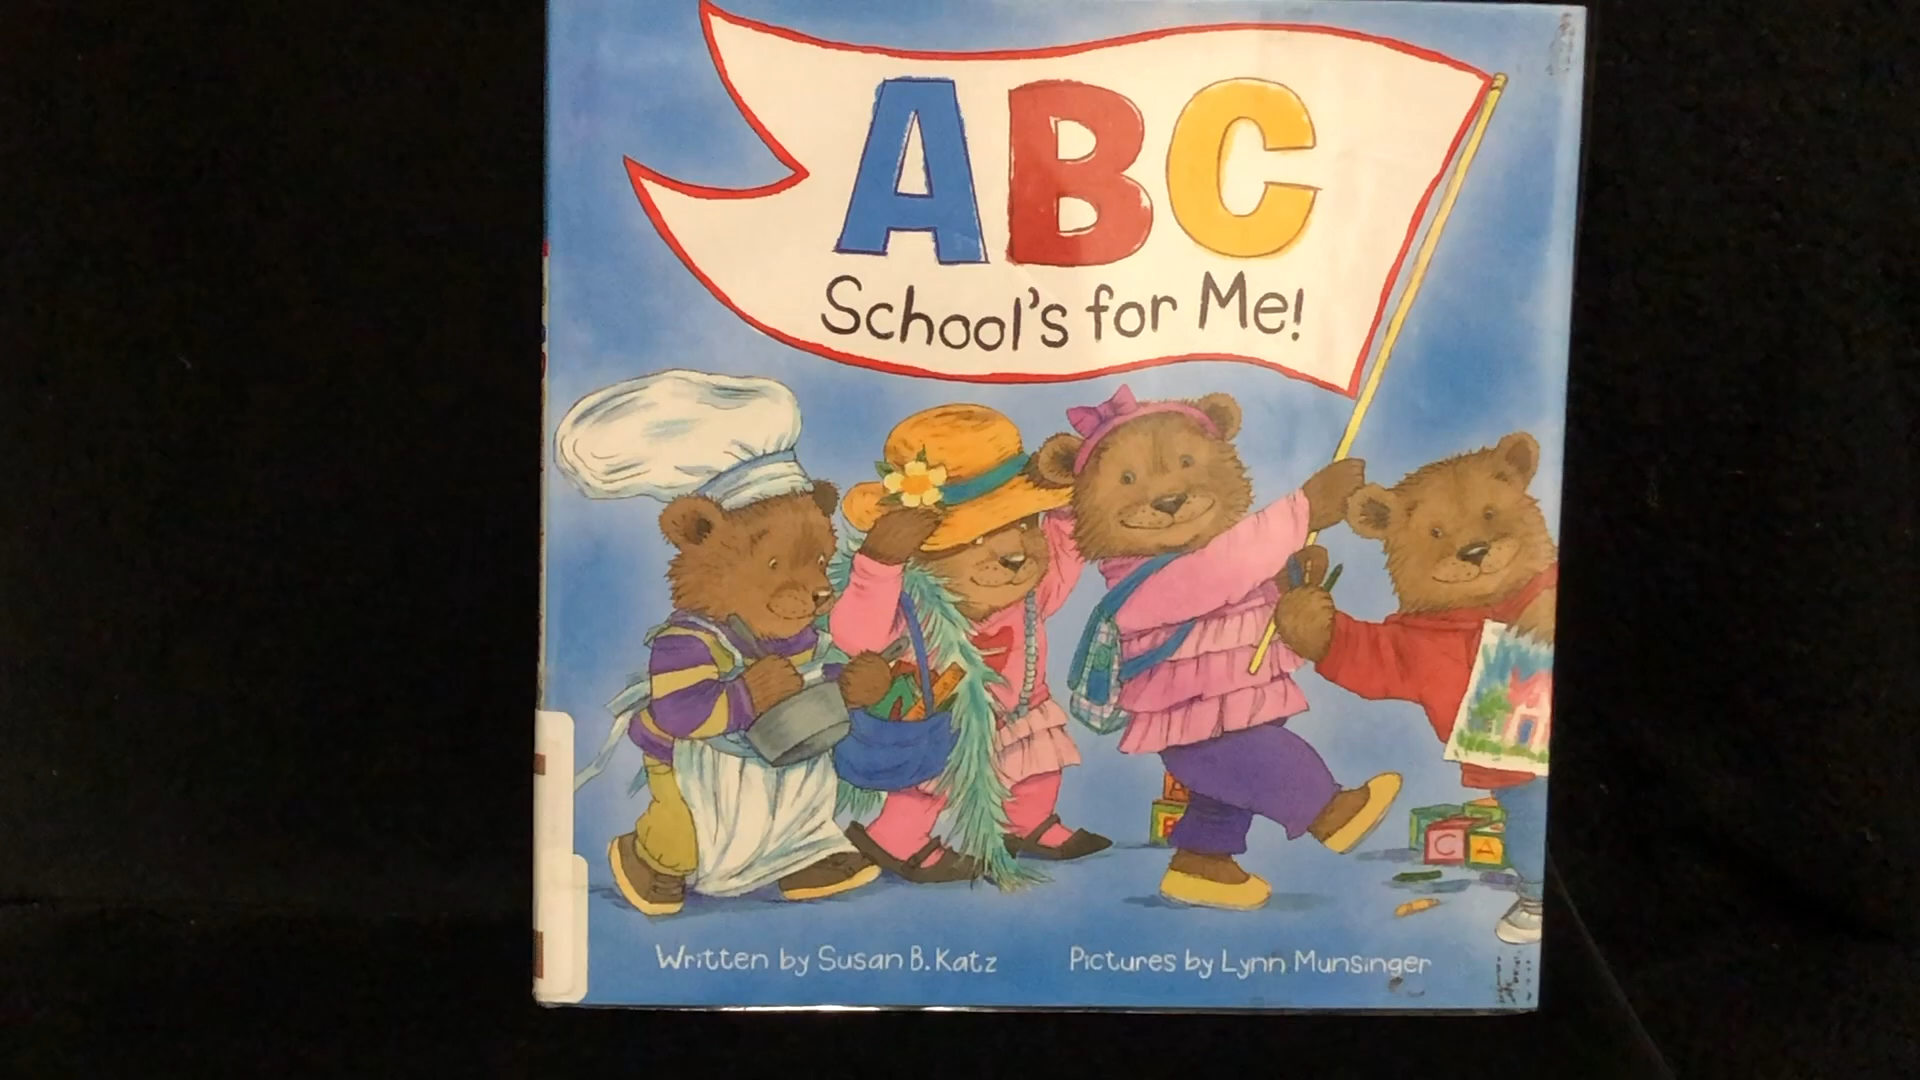 ABC
School's for Me!
A
C A
Written by Susan B. Katz
Pictures by Lynn Munsinger